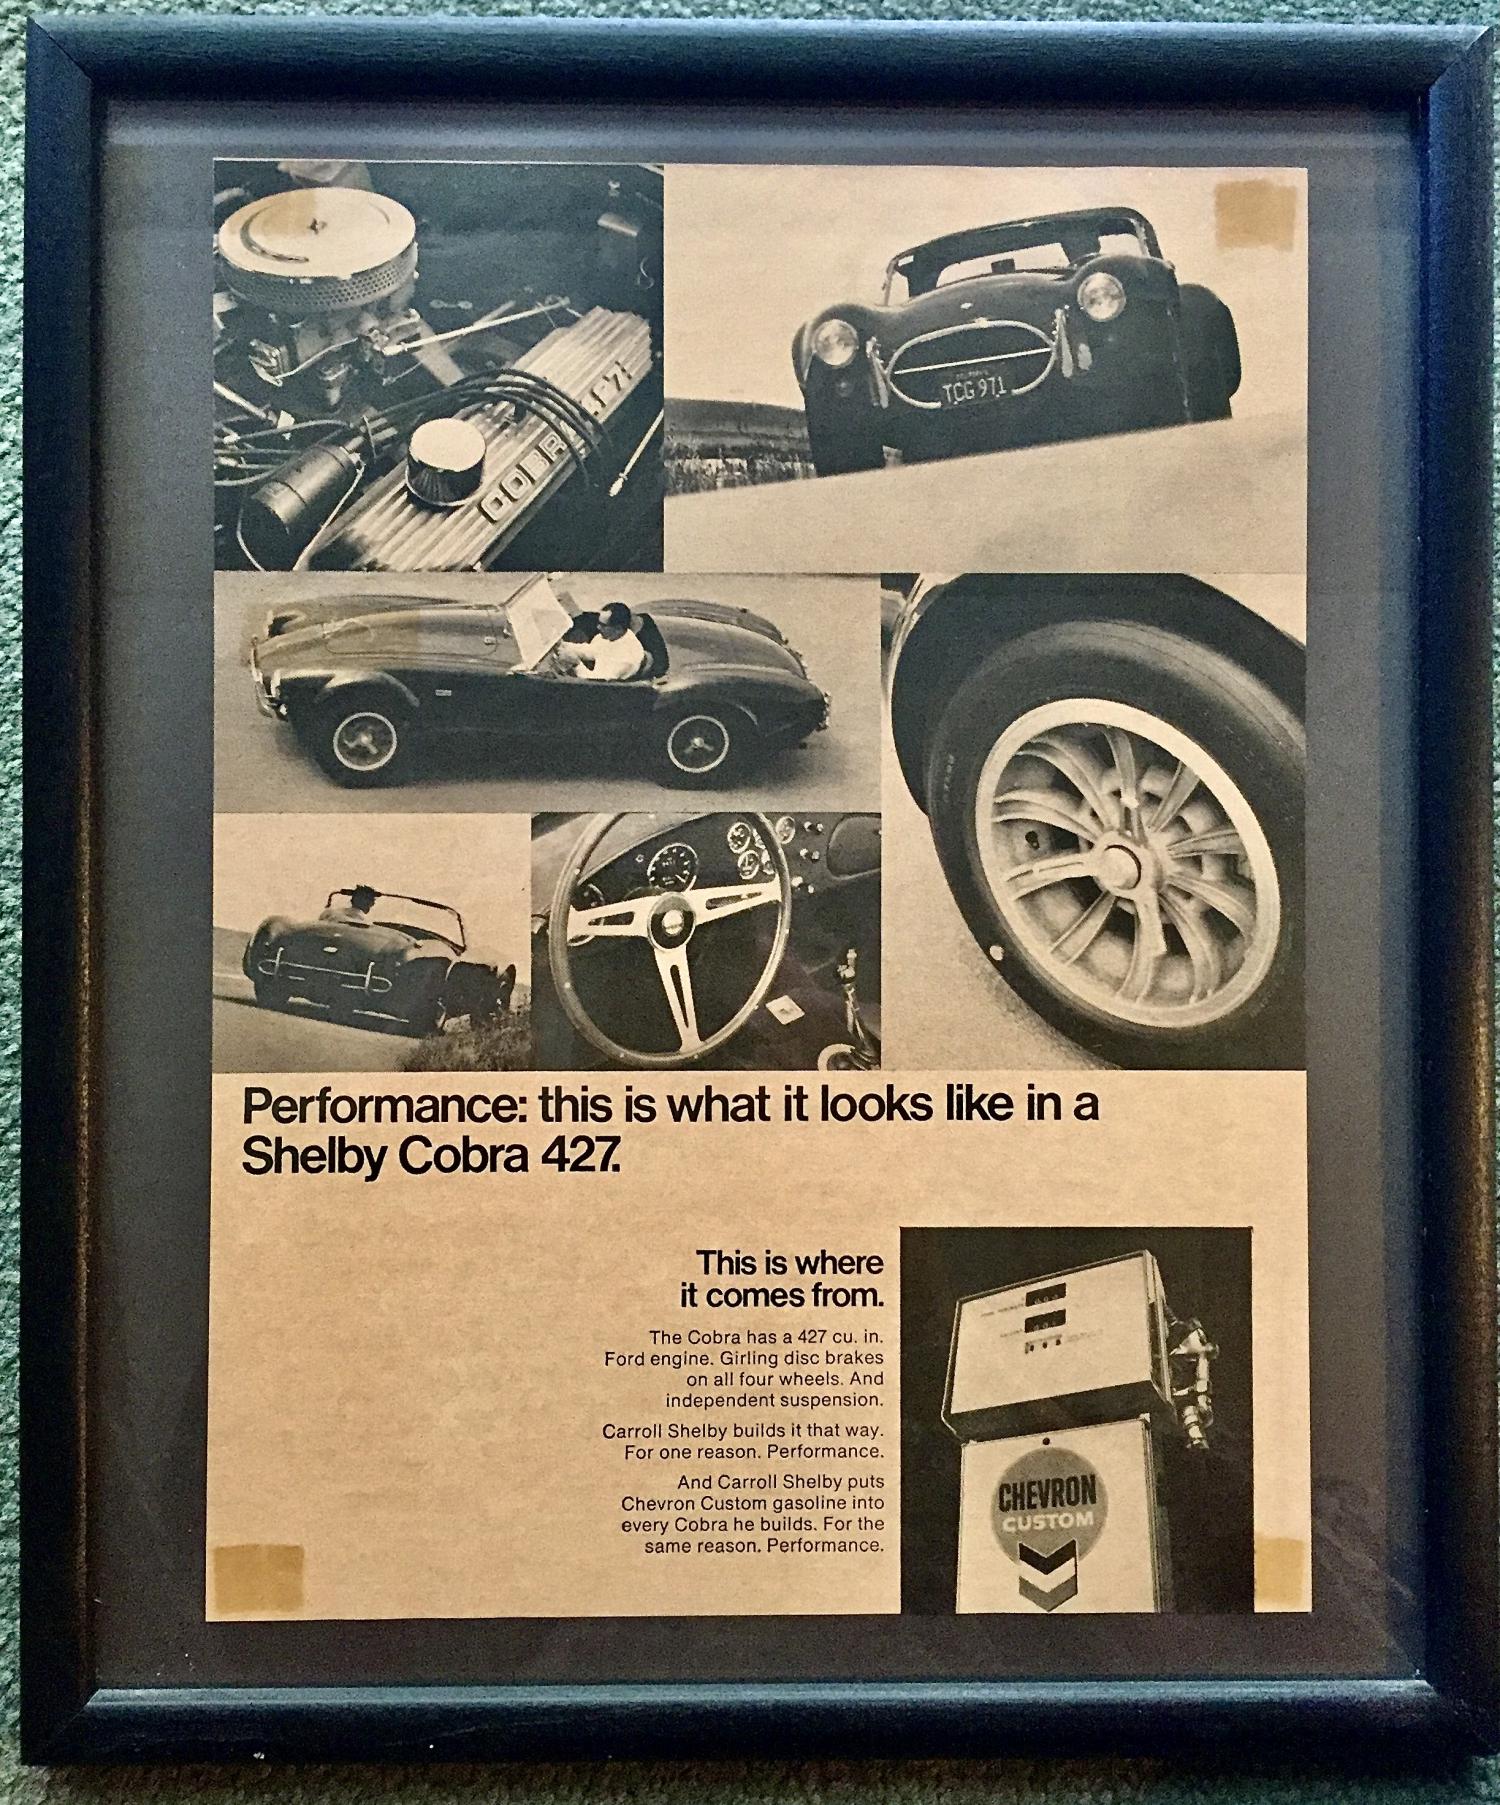 COBRA
TCG 971
Performance: this is what it looks like in a
Shelby Cobra 427.
This is where
it comes from.
The Cobra has a 427 cu. in.
Ford engine. Girling disc brakes
on all four wheels. And
independent suspension.
Carroll Shelby builds it that way.
For one reason. Performance.
And Carroll Shelby puts
Chevron Custom gasoline into
every Cobra he builds. For the
same reason. Performance.
CHEVRON
CUSTOM